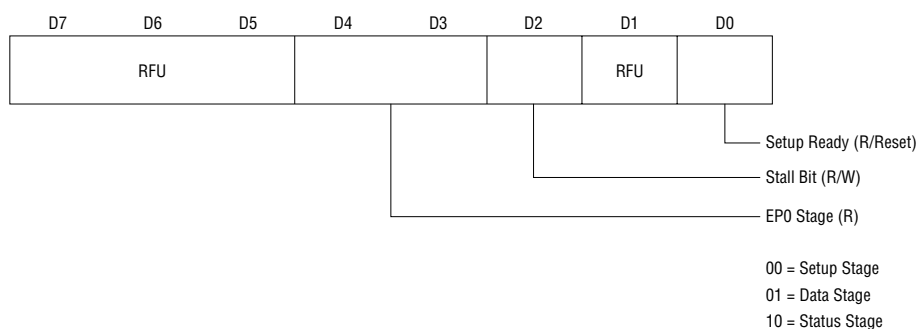 D7 D6 D5 D4 D3 D2 D1 D0
RFU RFU
Setup Ready (R/Reset)
Stall Bit (R/W)
EP0 Stage (R)
00 = Setup Stage
01 = Data Stage
10 = Status Stage